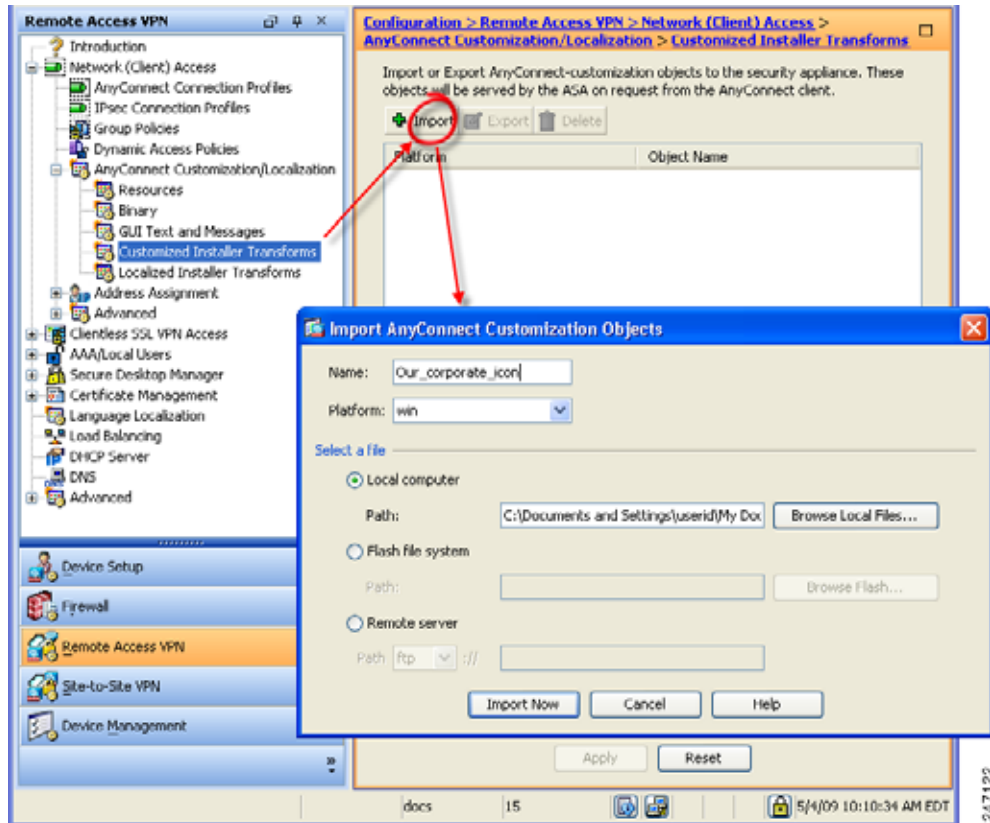 Remote Access VPN
Introduction
Network (Client) Access
AnyConnect Connection Profiles
IPsec Connection Profiles
Group Policies
Dynamic Access Policies
AnyConnect Customization/Localization
Resources
Binary
GUI Text and Messages
Customized Installer Transforms
Localized Installer Transforms
Address Assignment
Advanced
Clientless SSL VPN Access
AAA/Local Users
Secure Desktop Manager
Certificate Management
Language Localization
Load Balancing
DHCP Server
DNS
Advanced
Device Setup
Firewall
Remote Access VPN
Site-to-Site VPN
Device Management
Configuration > Remote Access VPN > Network (Client) Access >
AnyConnect Customization/Localization > Customized Installer Transforms
Import or Export AnyConnect-customization objects to the security appliance. These
objects will be served by the ASA on request from the AnyConnect client.
Import Export Delete
Platform Object Name
Import AnyConnect Customization Objects
Name: Our_corporate_icon
Platform: win
Select a file
Local computer
Path: C:\Documents and Settings\userid\My Doc Browse Local Files...
Flash file system
Path: Browse Flash...
Remote server
Path ftp ://
Import Now Cancel Help
Apply Reset
docs 15 5/4/09 10:10:34 AM EDT
247122